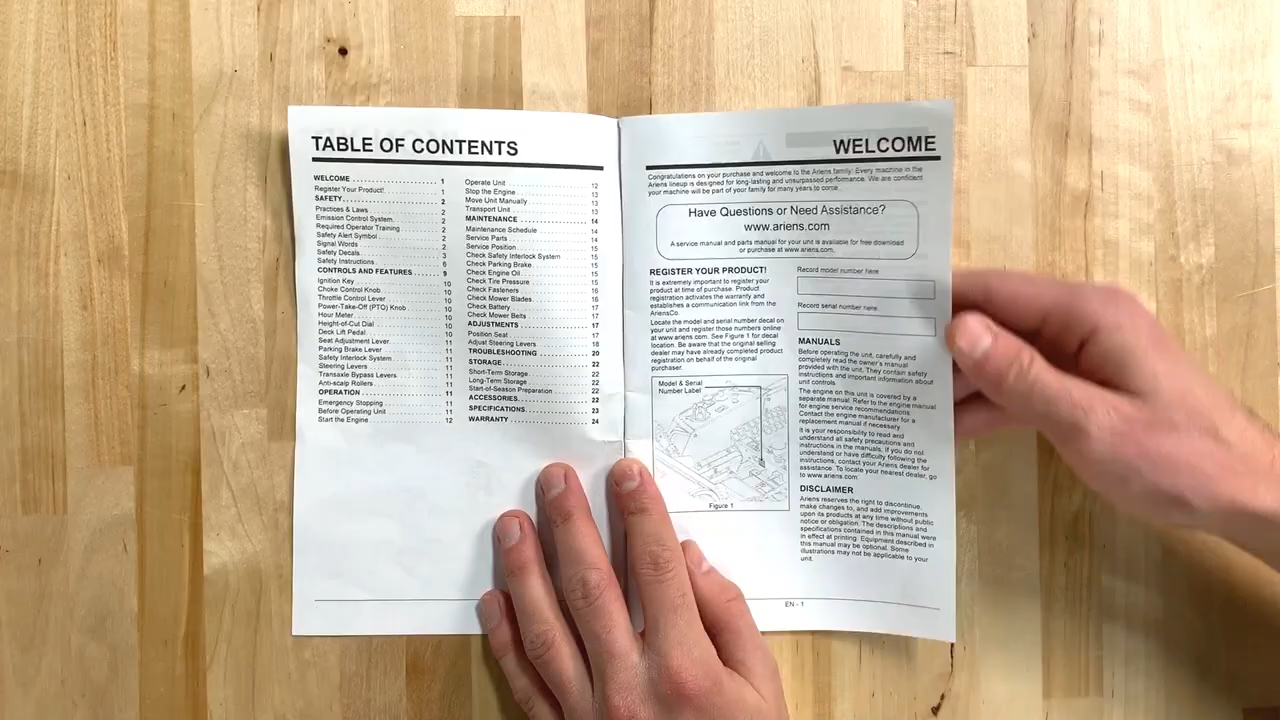 TABLE OF CONTENTS
WELCOME . . . . . . . . . . . . . . . . . . . . 1
Register Your Product! . . . . . . . . . . . . . 1
SAFETY . . . . . . . . . . . . . . . . . . . . . . 2
Practices & Laws . . . . . . . . . . . . . . . . 2
Emission Control System. . . . . . . . . . . . 2
Required Operator Training . . . . . . . . . . 2
Safety Alert Symbol . . . . . . . . . . . . . . 2
Signal Words . . . . . . . . . . . . . . . . . . 2
Safety Decals . . . . . . . . . . . . . . . . . . 3
Safety Instructions . . . . . . . . . . . . . . . 6
CONTROLS AND FEATURES . . . . . . . 9
Ignition Key . . . . . . . . . . . . . . . . . . . 10
Choke Control Knob. . . . . . . . . . . . . . . 10
Throttle Control Lever . . . . . . . . . . . . . 10
Power-Take-Off (PTO) Knob . . . . . . . . . 10
Hour Meter . . . . . . . . . . . . . . . . . . . . 10
Height-of-Cut Dial . . . . . . . . . . . . . . . . 10
Deck Lift Pedal. . . . . . . . . . . . . . . . . . 10
Seat Adjustment Lever. . . . . . . . . . . . . 11
Parking Brake Lever . . . . . . . . . . . . . . 11
Safety Interlock System . . . . . . . . . . . . 11
Steering Levers . . . . . . . . . . . . . . . . . 11
Transaxle Bypass Levers . . . . . . . . . . . 11
Anti-scalp Rollers . . . . . . . . . . . . . . . . 11
OPERATION . . . . . . . . . . . . . . . . . . . 11
Emergency Stopping . . . . . . . . . . . . . . 11
Before Operating Unit . . . . . . . . . . . . . 11
Start the Engine . . . . . . . . . . . . . . . . . 12
Operate Unit . . . . . . . . . . . . . . . . . . . 12
Stop the Engine . . . . . . . . . . . . . . . . . 13
Move Unit Manually . . . . . . . . . . . . . . . 13
Transport Unit . . . . . . . . . . . . . . . . . . 13
MAINTENANCE . . . . . . . . . . . . . . . . . 14
Maintenance Schedule . . . . . . . . . . . . . 14
Service Parts . . . . . . . . . . . . . . . . . . . 14
Service Position . . . . . . . . . . . . . . . . . 15
Check Safety Interlock System . . . . . . . 15
Check Parking Brake . . . . . . . . . . . . . . 15
Check Engine Oil . . . . . . . . . . . . . . . . 15
Check Tire Pressure . . . . . . . . . . . . . . 15
Check Fasteners . . . . . . . . . . . . . . . . 16
Check Mower Blades . . . . . . . . . . . . . . 16
Check Battery . . . . . . . . . . . . . . . . . . 17
Check Mower Belts . . . . . . . . . . . . . . . 17
ADJUSTMENTS . . . . . . . . . . . . . . . . . 17
Position Seat . . . . . . . . . . . . . . . . . . . 17
Adjust Steering Levers . . . . . . . . . . . . . 18
TROUBLESHOOTING . . . . . . . . . . . . . 20
STORAGE . . . . . . . . . . . . . . . . . . . . 22
Short-Term Storage . . . . . . . . . . . . . . . 22
Long-Term Storage . . . . . . . . . . . . . . . 22
Start-of-Season Preparation . . . . . . . . . 22
ACCESSORIES. . . . . . . . . . . . . . . . . 22
SPECIFICATIONS. . . . . . . . . . . . . . . 23
WARRANTY . . . . . . . . . . . . . . . . . . . 24
WELCOME
Congratulations on your purchase and welcome to the Ariens family! Every machine in the
Ariens lineup is designed for long-lasting and unsurpassed performance. We are confident
your machine will be part of your family for many years to come.
Have Questions or Need Assistance?
www.ariens.com
A service manual and parts manual for your unit is available for free download
or purchase at www.ariens.com.
REGISTER YOUR PRODUCT!
It is extremely important to register your
product at time of purchase. Product
registration activates the warranty and
establishes a communication link from the
AriensCo.
Locate the model and serial number decal on
your unit and register those numbers online
at www.ariens.com. See Figure 1 for decal
location. Be aware that the original selling
dealer may have already completed product
registration on behalf of the original
purchaser.
Model & Serial
Number Label
Figure 1
Record model number here
Record serial number here.
MANUALS
Before operating the unit, carefully and
completely read the owner's manual
provided with the unit. They contain safety
instructions and important information about
unit controls.
The engine on this unit is covered by a
separate manual. Refer to the engine manual
for engine service recommendations.
Contact the engine manufacturer for a
replacement manual if necessary.
It is your responsibility to read and
understand all safety precautions and
instructions in the manuals. If you do not
understand or have difficulty following the
instructions, contact your Ariens dealer for
assistance. To locate your nearest dealer, go
to www.ariens.com
DISCLAIMER
Ariens reserves the right to discontinue,
make changes to, and add improvements
upon its products at any time without public
notice or obligation. The descriptions and
specifications contained in this manual were
in effect at printing. Equipment described in
this manual may be optional. Some
illustrations may not be applicable to your
unit.
EN - 1